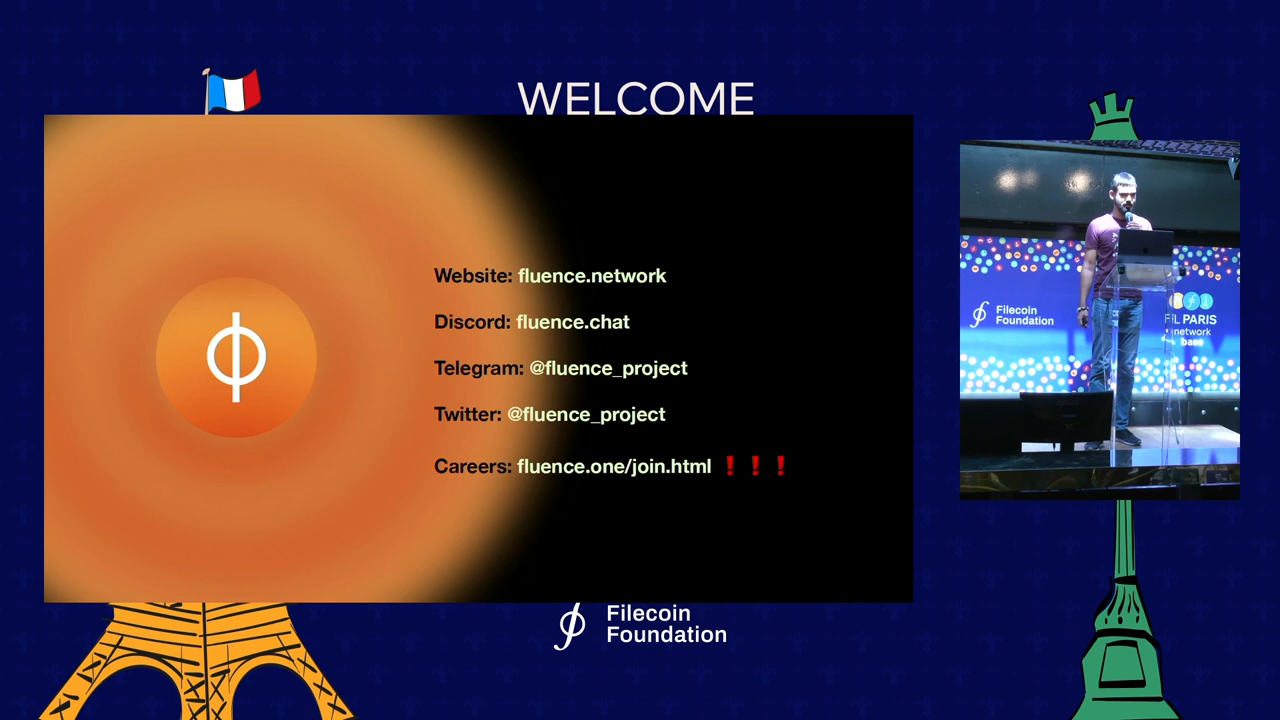 WELCOME
Website: fluence.network
Discord: fluence.chat
Telegram: @fluence_project
Twitter: @fluence_project
Careers: fluence.one/join.html ❗❗❗
Filecoin
Foundation
Filecoin
Foundation
FIL PARIS
network
base